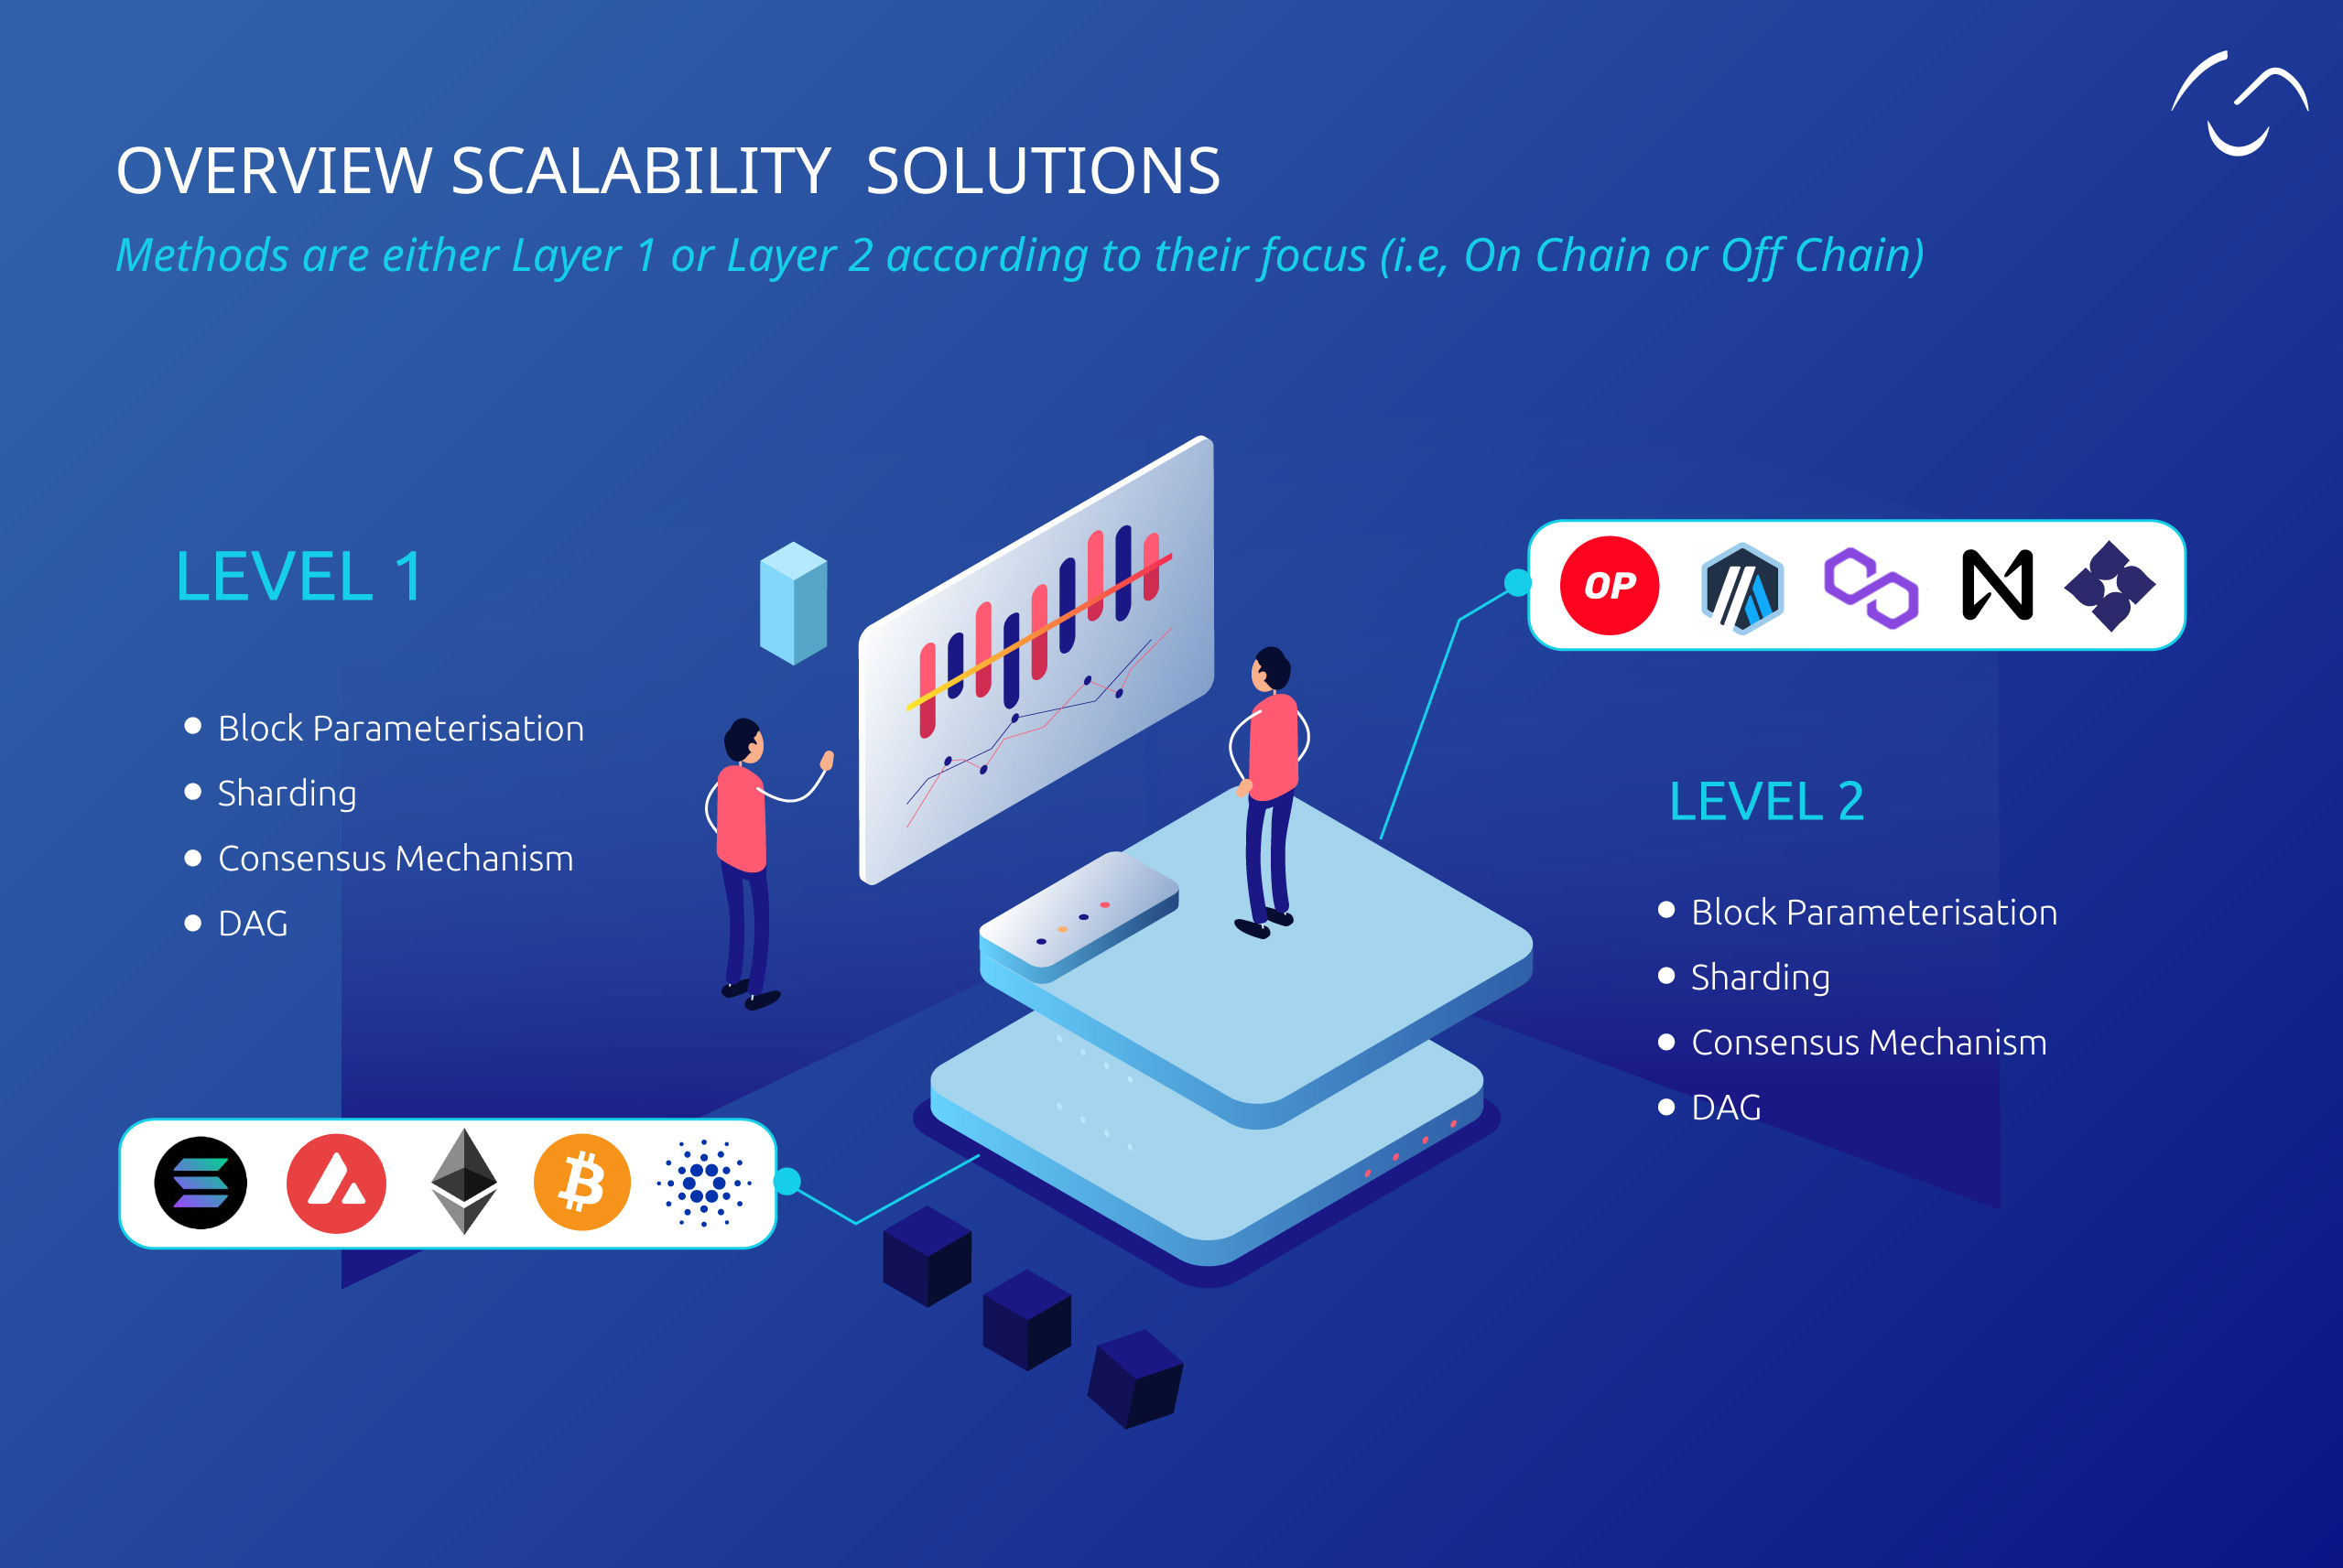 OVERVIEW SCALABILITY SOLUTIONS
Methods are either Layer 1 or Layer 2 according to their focus (i.e, On Chain or Off Chain)
LEVEL 1
Block Parameterisation
Sharding
Consensus Mechanism
DAG
OP
LEVEL 2
Block Parameterisation
Sharding
Consensus Mechanism
DAG